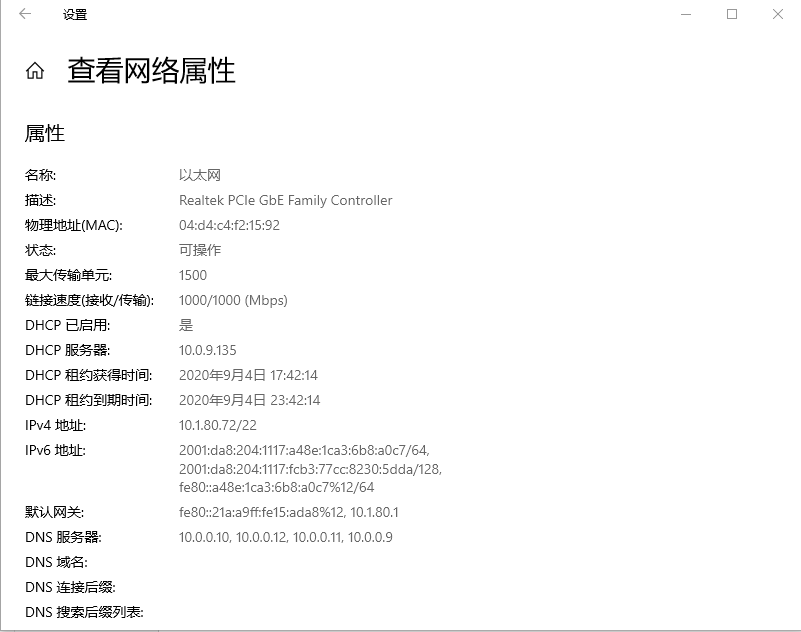 设置
查看网络属性
属性
名称: 以太网
描述: Realtek PCIe GbE Family Controller
物理地址(MAC): 04:d4:c4:f2:15:92
状态: 可操作
最大传输单元: 1500
链接速度(接收/传输): 1000/1000 (Mbps)
DHCP 已启用: 是
DHCP 服务器: 10.0.9.135
DHCP 租约获得时间: 2020年9月4日 17:42:14
DHCP 租约到期时间: 2020年9月4日 23:42:14
IPv4 地址: 10.1.80.72/22
IPv6 地址: 2001:da8:204:1117:a48e:1ca3:6b8:a0c7/64,
2001:da8:204:1117:fcb3:77cc:8230:5dda/128,
fe80::a48e:1ca3:6b8:a0c7%12/64
默认网关: fe80::21a:a9ff:fe15:ada8%12, 10.1.80.1
DNS 服务器: 10.0.0.10, 10.0.0.12, 10.0.0.11, 10.0.0.9
DNS 域名:
DNS 连接后缀:
DNS 搜索后缀列表: